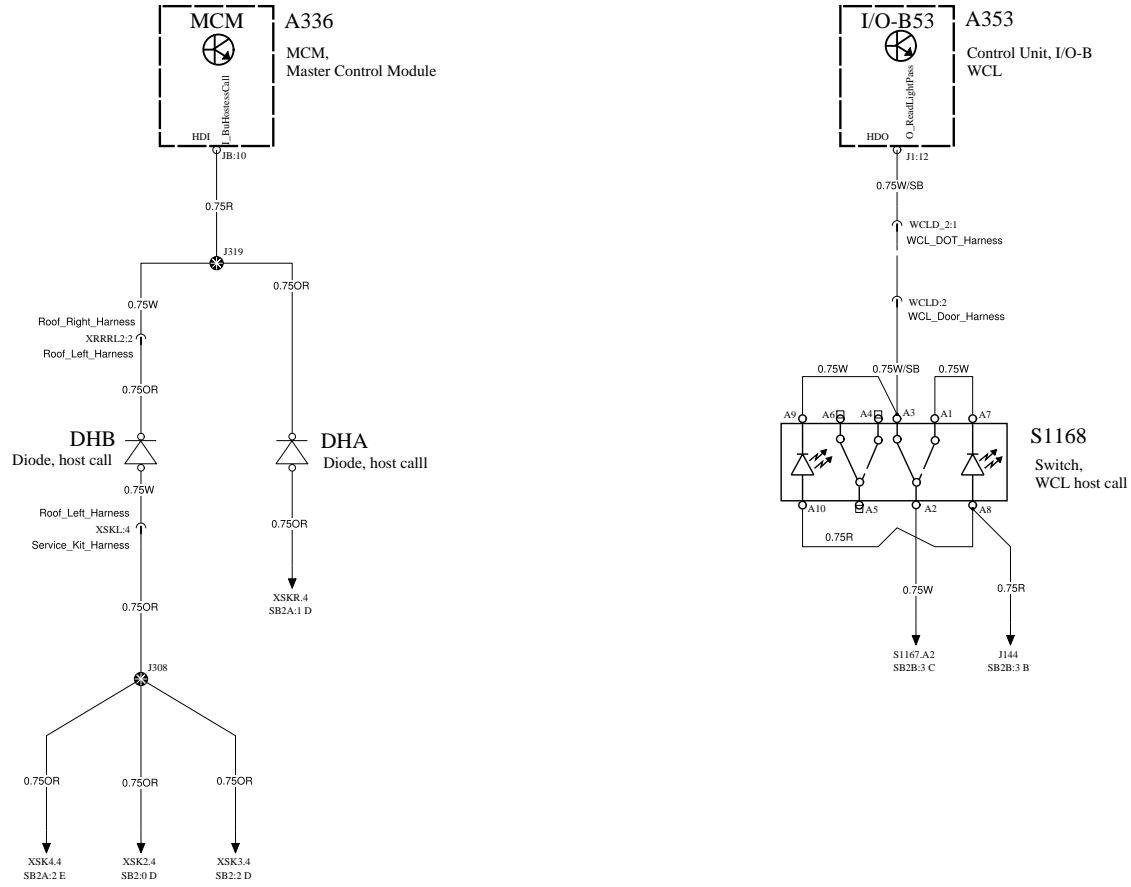 MCM
A336
MCM,
Master Control Module
I_BuHostessCall
HDI
JB:10
0.75R
J319
0.75W
0.75OR
Roof_Right_Harness
XRRRL2:2
Roof_Left_Harness
0.75OR
DHB
Diode, host call
DHA
Diode, host calll
0.75W
Roof_Left_Harness
XSKL:4
Service_Kit_Harness
0.75OR
XSKR.4
SB2A:1 D
0.75OR
J308
0.75OR
0.75OR
0.75OR
XSK4.4
SB2A:2 E
XSK2.4
SB2:0 D
XSK3.4
SB2:2 D
I/O-B53
A353
Control Unit, I/O-B
WCL
O_ReadLightPass
HDO
J1:12
0.75W/SB
WCLD_2:1
WCL_DOT_Harness
WCLD:2
WCL_Door_Harness
0.75W
0.75W/SB
0.75W
A9
A6
A4
A3
A1
A7
S1168
Switch,
WCL host call
A10
A5
A2
A8
0.75R
0.75W
0.75R
S1167.A2
SB2B:3 C
J144
SB2B:3 B